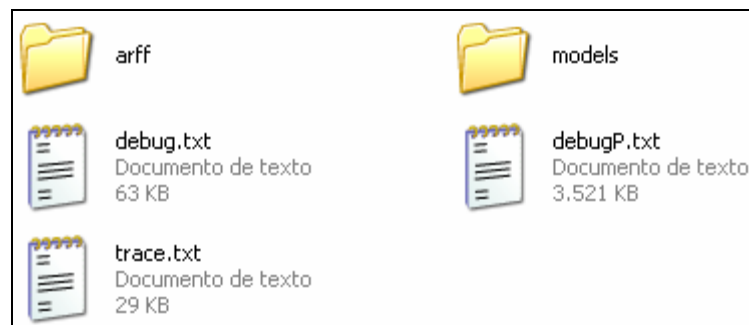 arff
models
debug.txt
Documento de texto
63 KB
debugP.txt
Documento de texto
3.521 KB
trace.txt
Documento de texto
29 KB